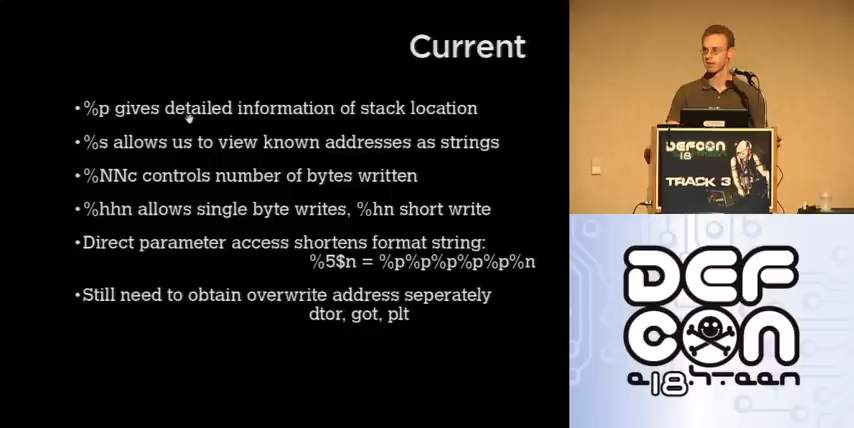 Current
•%p gives detailed information of stack location
•%s allows us to view known addresses as strings
•%NNc controls number of bytes written
•%hhn allows single byte writes, %hn short write
•Direct parameter access shortens format string:
%5$n = %p%p%p%p%p%n
•Still need to obtain overwrite address seperately
dtor, got, plt
DEFCON
18
TRACK 3
DEF
CON
e18h-teen